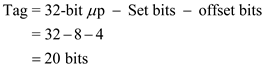 Tag = 32-bit μp − Set bits − offset bits
= 32−8−4
= 20 bits